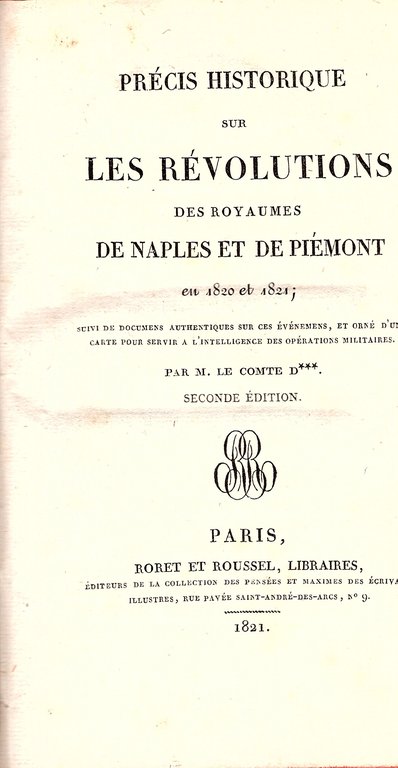 PRÉCIS HISTORIQUE
SUR
LES RÉVOLUTIONS
DES ROYAUMES
DE NAPLES ET DE PIÉMONT
en 1820 et 1821;
SUIVI DE DOCUMENS AUTHENTIQUES SUR CES ÉVÉNEMENS, ET ORNÉ D'UN
CARTE POUR SERVIR A L'INTELLIGENCE DES OPÉRATIONS MILITAIRES.
PAR M. LE COMTE D***.
SECONDE ÉDITION.
PARIS,
RORET ET ROUSSEL, LIBRAIRES,
ÉDITEURS DE LA COLLECTION DES PENSÉES ET MAXIMES DES ÉCRIVA
ILLUSTRES, RUE PAVÉE SAINT-ANDRÉ-DES-ARCS, Nº 9.
1821.